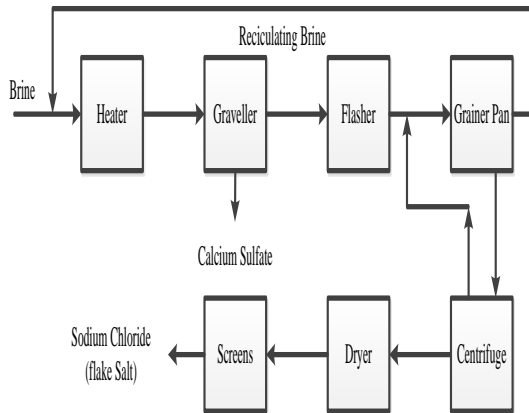 Reciculating Brine
Brine
Heater
Graveller
Flasher
Grainer Pan
Calcium Sulfate
Sodium Chloride
(flake Salt)
Screens
Dryer
Centrifuge